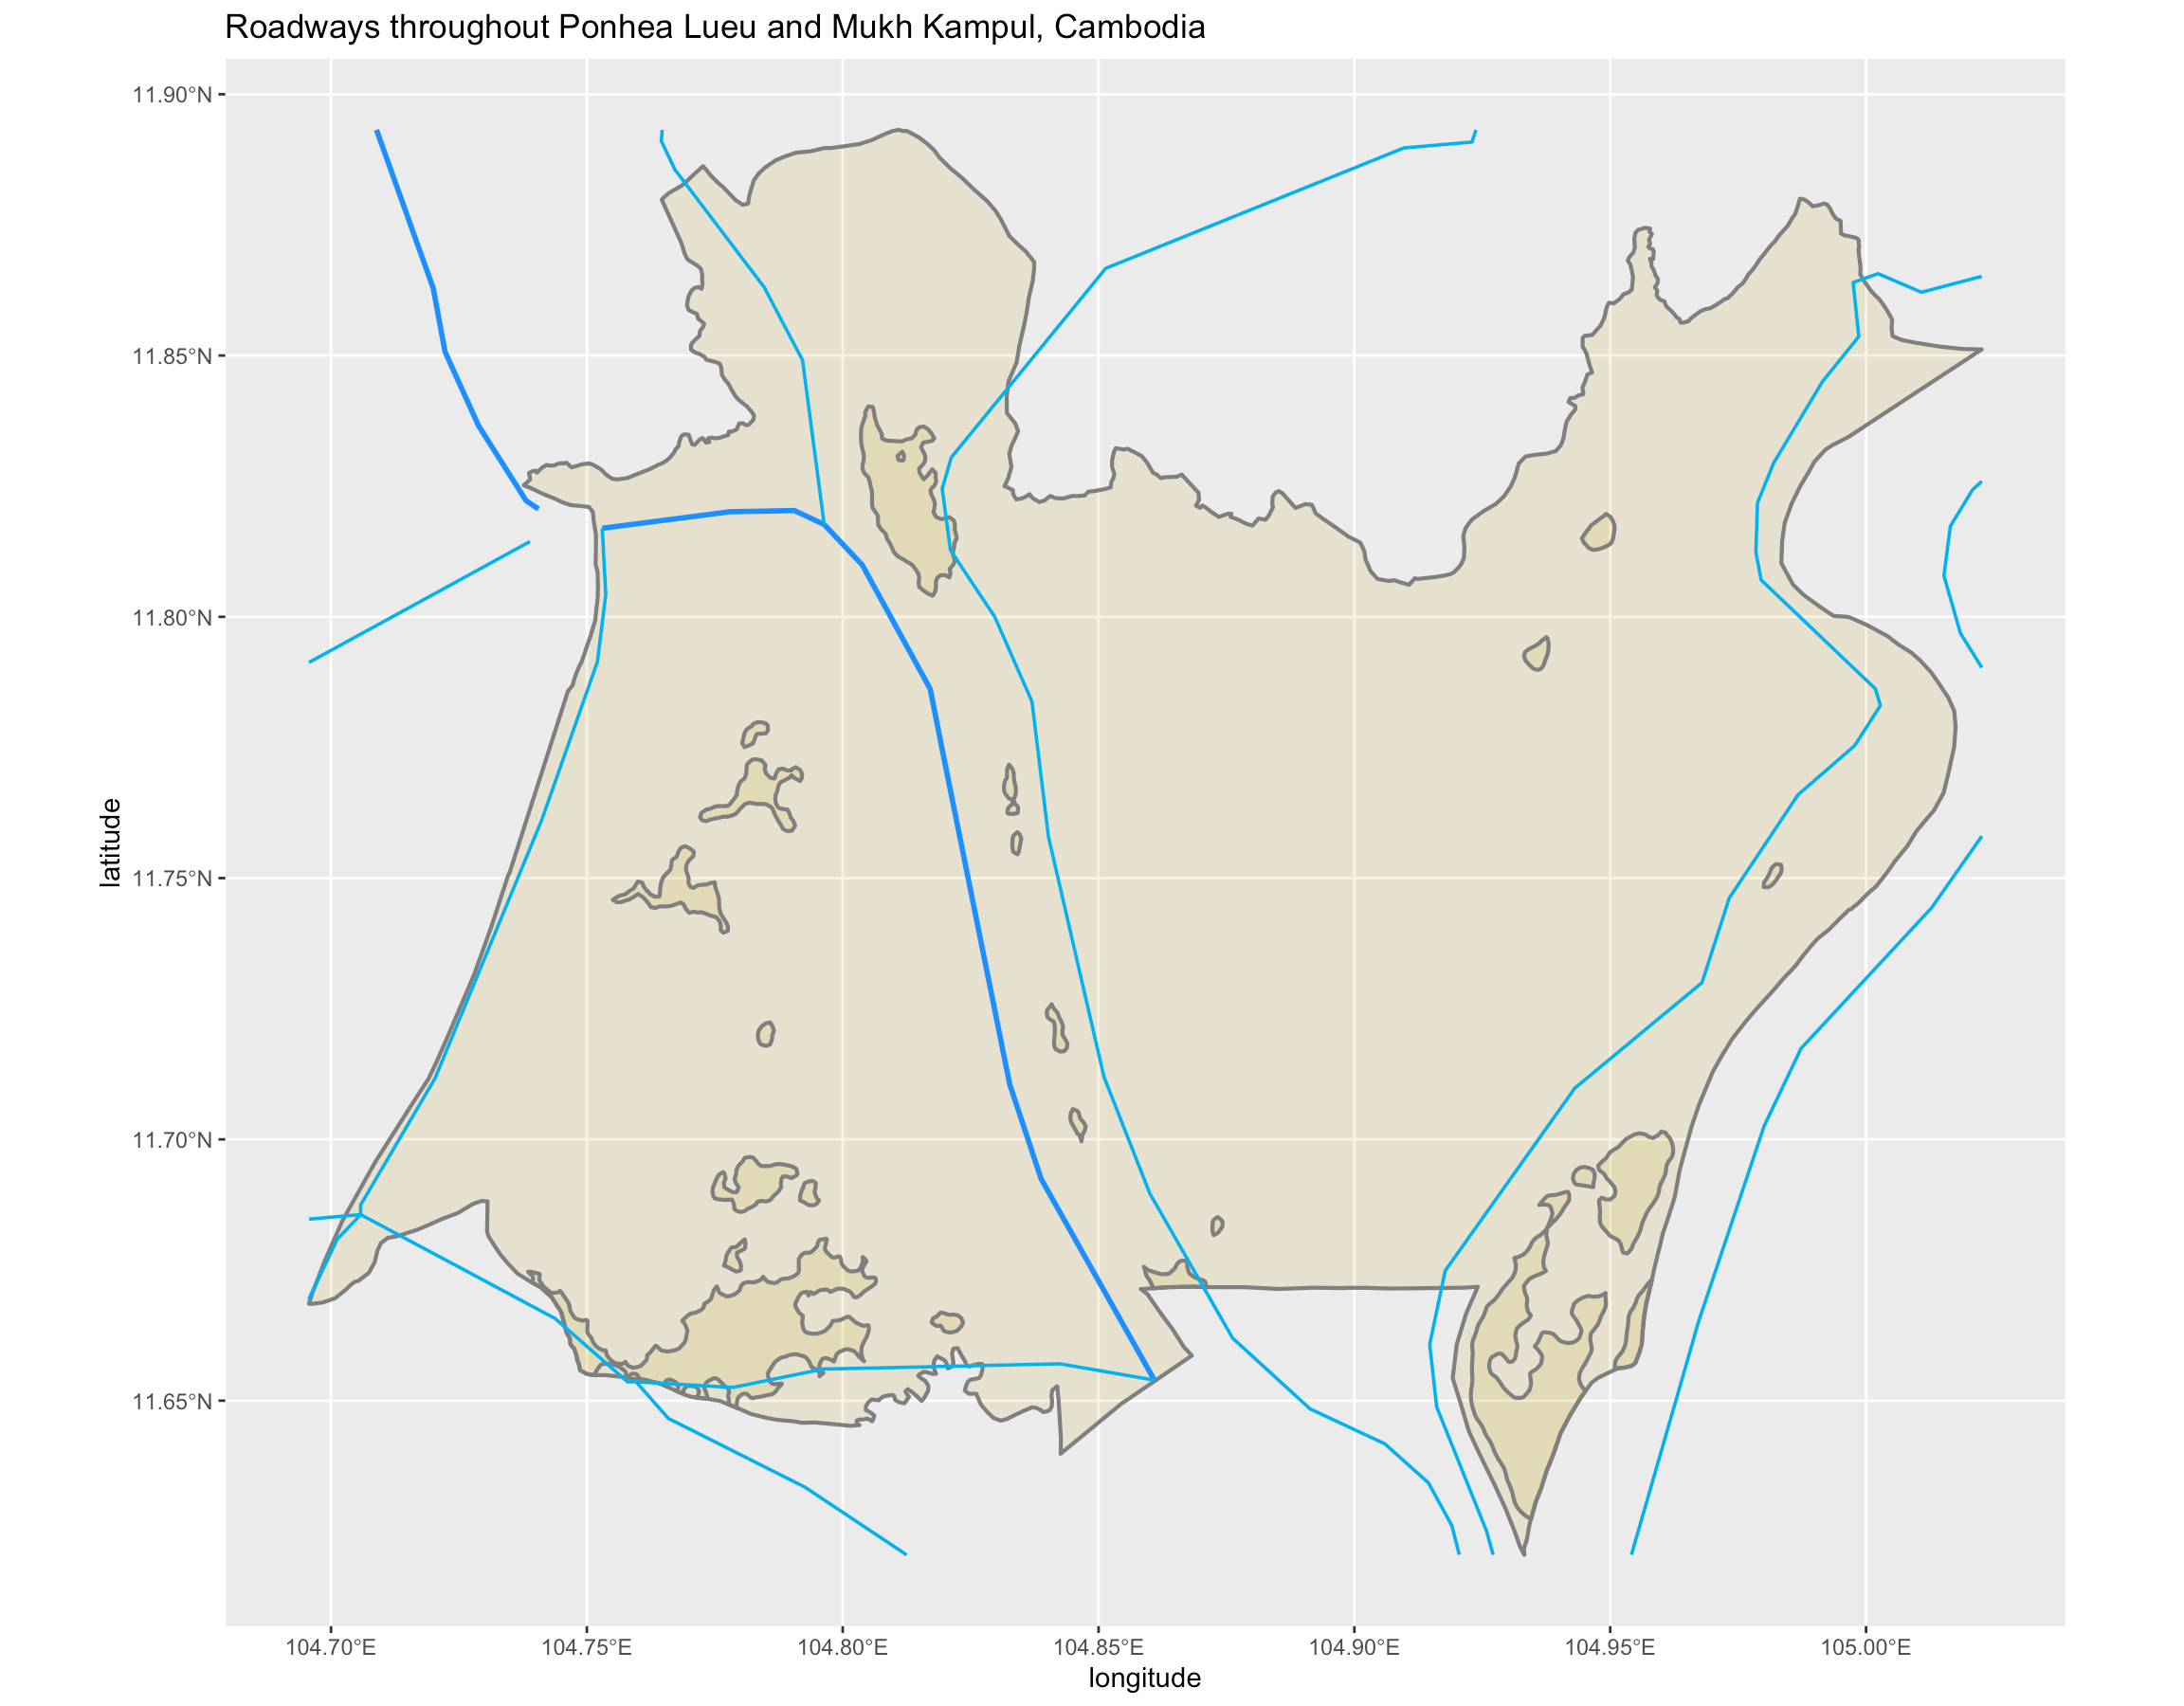 Roadways throughout Ponhea Lueu and Mukh Kampul, Cambodia
11.90°N
11.85°N
11.80°N
11.75°N
11.70°N
11.65°N
latitude
104.70°E
104.75°E
104.80°E
104.85°E
104.90°E
104.95°E
105.00°E
longitude